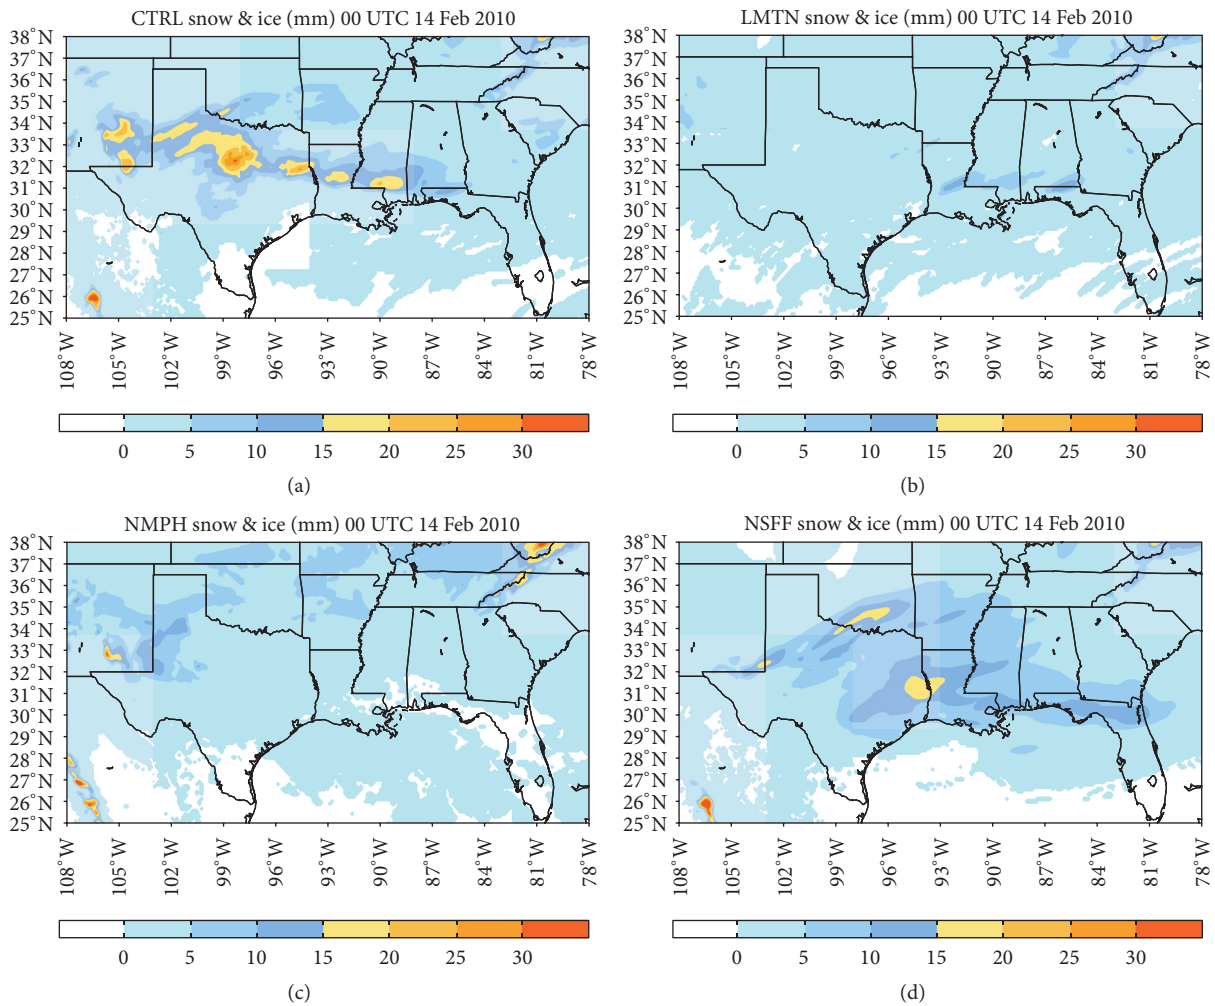 CTRL snow & ice (mm) 00 UTC 14 Feb 2010
38°N
37°N
36°N
35°N
34°N
33°N
32°N
31°N
30°N
29°N
28°N
27°N
26°N
25°N
108°W
105°W
102°W
99°W
96°W
93°W
90°W
87°W
84°W
81°W
78°W
0 5 10 15 20 25 30
(a)
LMTN snow & ice (mm) 00 UTC 14 Feb 2010
38°N
37°N
36°N
35°N
34°N
33°N
32°N
31°N
30°N
29°N
28°N
27°N
26°N
25°N
108°W
105°W
102°W
99°W
96°W
93°W
90°W
87°W
84°W
81°W
78°W
0 5 10 15 20 25 30
(b)
NMPH snow & ice (mm) 00 UTC 14 Feb 2010
38°N
37°N
36°N
35°N
34°N
33°N
32°N
31°N
30°N
29°N
28°N
27°N
26°N
25°N
108°W
105°W
102°W
99°W
96°W
93°W
90°W
87°W
84°W
81°W
78°W
0 5 10 15 20 25 30
(c)
NSFF snow & ice (mm) 00 UTC 14 Feb 2010
38°N
37°N
36°N
35°N
34°N
33°N
32°N
31°N
30°N
29°N
28°N
27°N
26°N
25°N
108°W
105°W
102°W
99°W
96°W
93°W
90°W
87°W
84°W
81°W
78°W
0 5 10 15 20 25 30
(d)